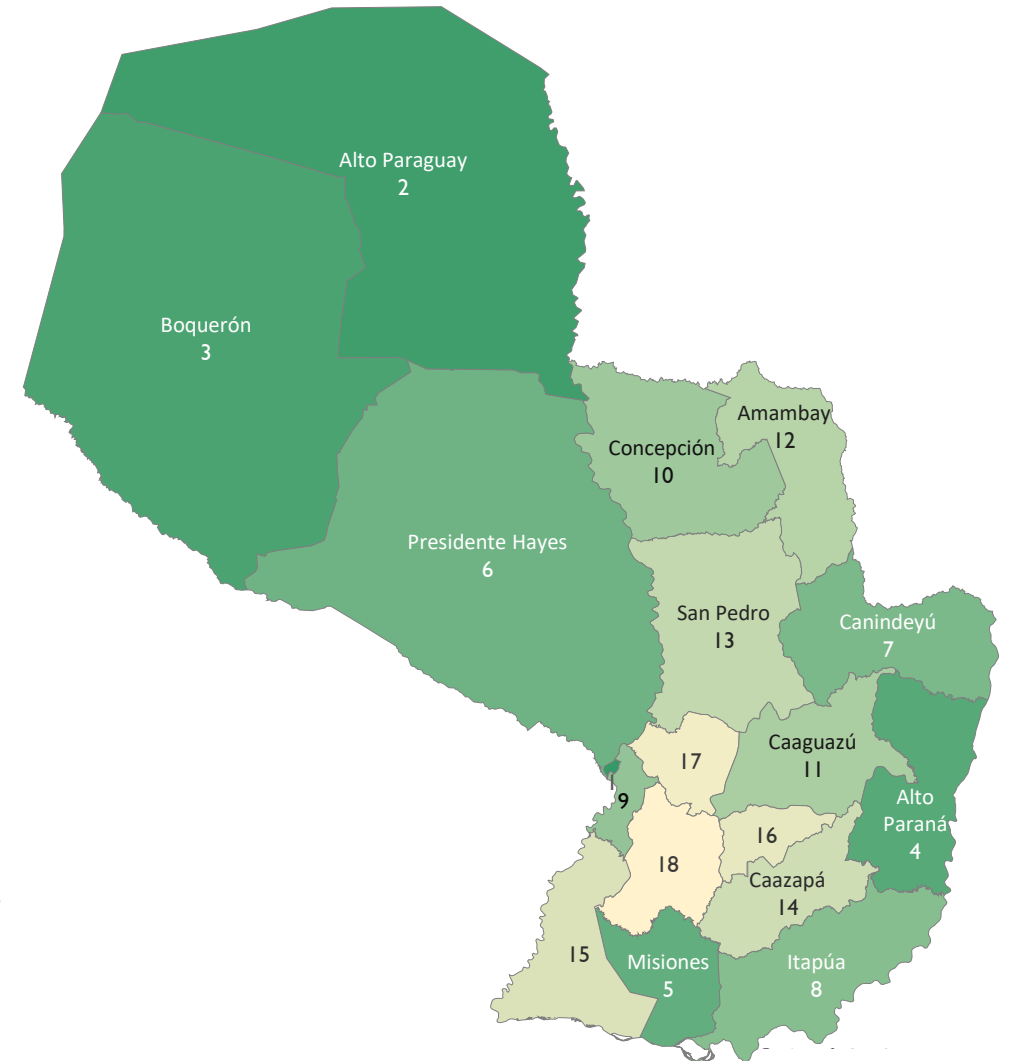 Alto Paraguay
2
Boquerón
3
Amambay
12
Concepción
10
Presidente Hayes
6
San Pedro
13
Canindeyú
7
Caaguazú
11
17
1
9
Alto
Paraná
4
16
18
Caazapá
14
15
Misiones
5
Itapúa
8